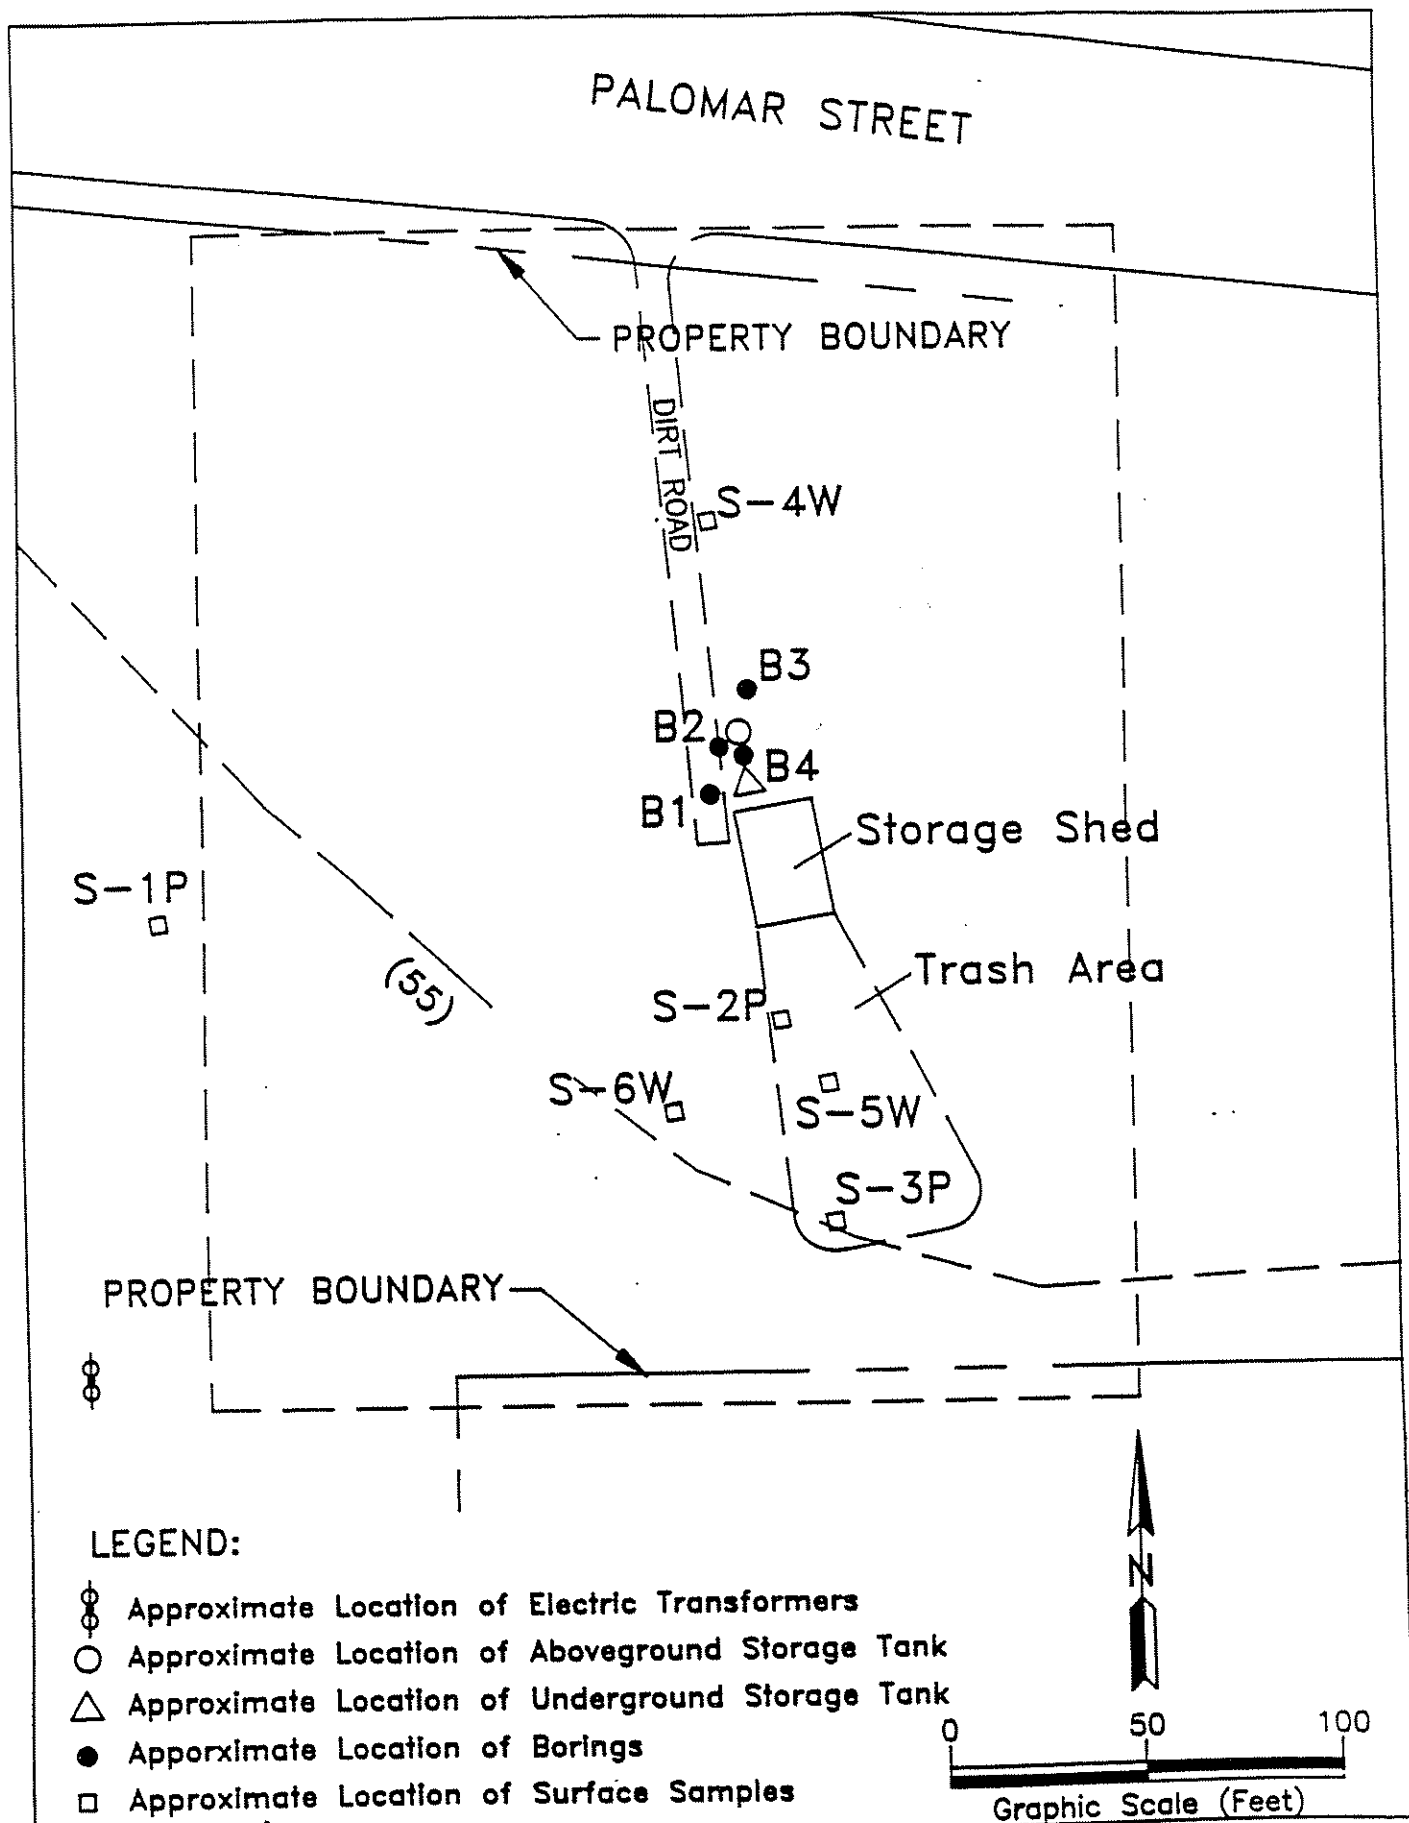 PALOMAR STREET
PROPERTY BOUNDARY
DIRT ROAD
S-4W
B3
B2
B4
B1
Storage Shed
S-1P
(55)
Trash Area
S-2P
S-6W
S-5W
S-3P
PROPERTY BOUNDARY
N
LEGEND:
Approximate Location of Electric Transformers
Approximate Location of Aboveground Storage Tank
Approximate Location of Underground Storage Tank
Apporximate Location of Borings
Approximate Location of Surface Samples
0 50 100
Graphic Scale (Feet)